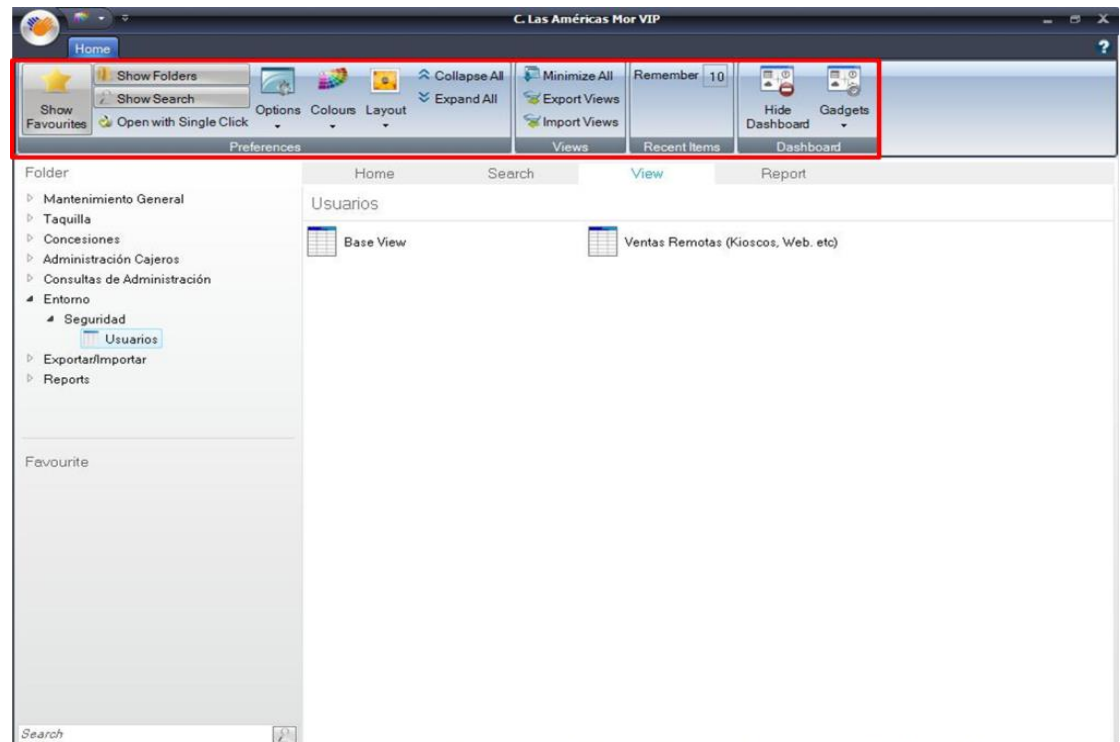 C. Las Américas Mor VIP
Home
?
Show Favourites
Show Folders
Show Search
Open with Single Click
Options
Colours
Layout
Collapse All
Expand All
Preferences
Minimize All
Export Views
Import Views
Views
Remember 10
Recent Items
Hide Dashboard
Gadgets
Dashboard
Folder
Mantenimiento General
Taquilla
Concesiones
Administración Cajeros
Consultas de Administración
Entorno
Seguridad
Usuarios
Exportar/Importar
Reports
Favourite
Search
Home Search View Report
Usuarios
Base View
Ventas Remotas (Kioscos, Web. etc)